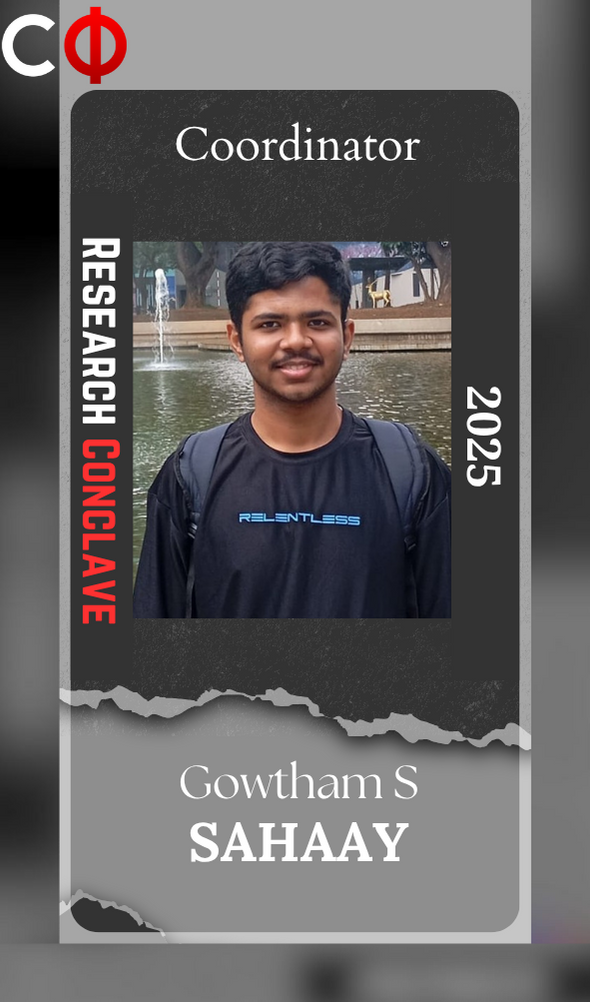 CΦ
Coordinator
RESEARCH CONCLAVE
2025
RELENTLESS
Gowtham S
SAHAAY